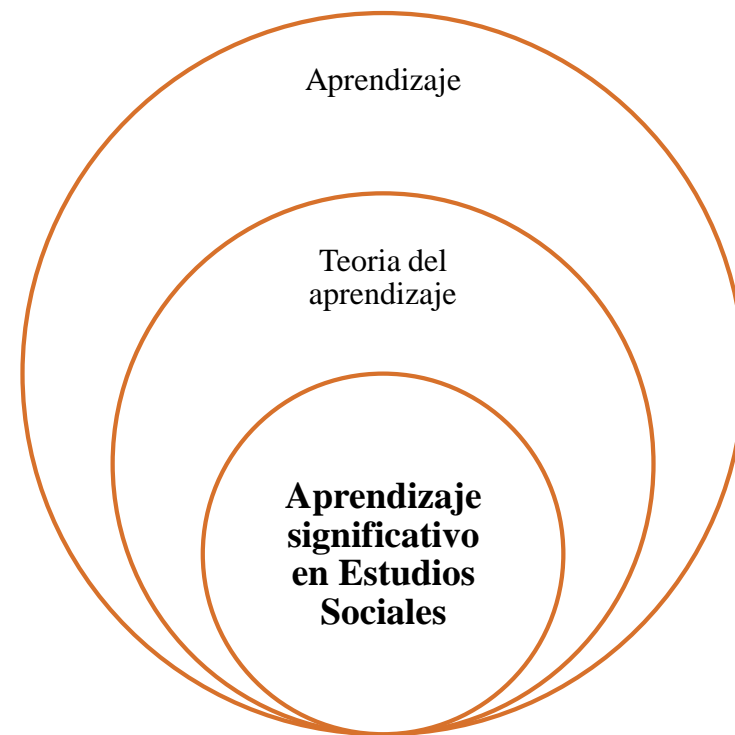 Aprendizaje
Teoria del
aprendizaje
Aprendizaje
significativo
en Estudios
Sociales